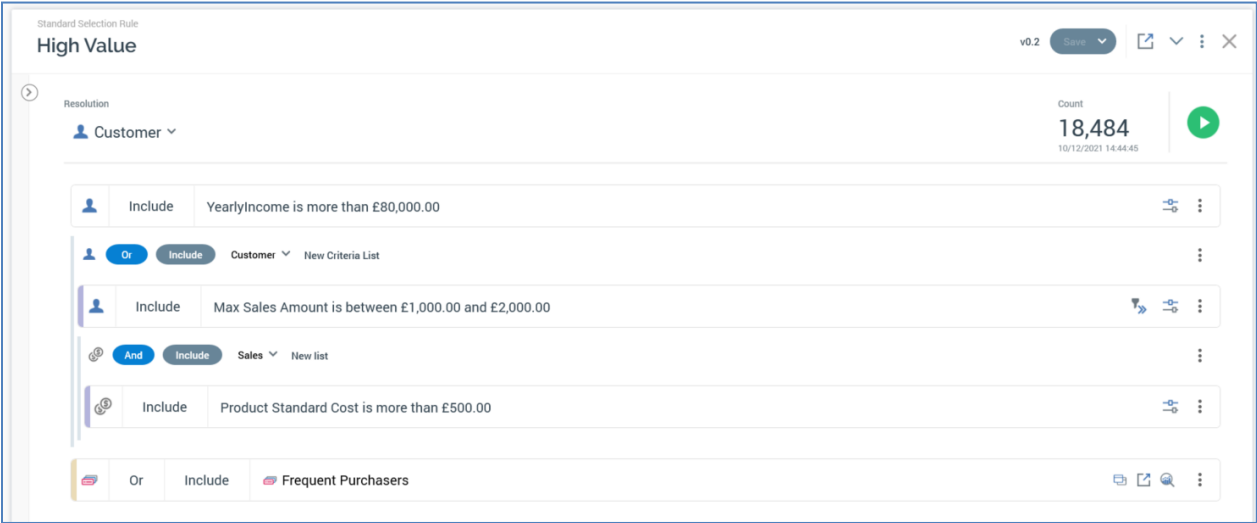 Standard Selection Rule
High Value
v0.2 Save
Resolution
Customer
Count
18,484
10/12/2021 14:44:45
Include YearlyIncome is more than £80,000.00
Or Include Customer New Criteria List
Include Max Sales Amount is between £1,000.00 and £2,000.00
And Include Sales New list
Include Product Standard Cost is more than £500.00
Or Include Frequent Purchasers